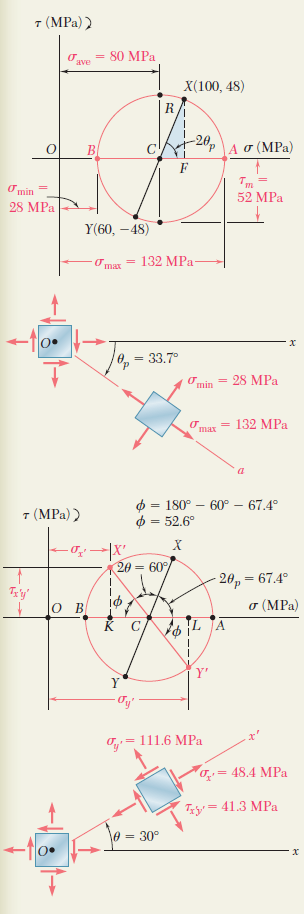 τ (MPa)
σave = 80 MPa
X(100, 48)
R
2θp
O
B
C
F
A
σ (MPa)
σmin =
28 MPa
τm =
52 MPa
Y(60, −48)
σmax = 132 MPa
O
x
θp = 33.7°
σmin = 28 MPa
σmax = 132 MPa
a
ϕ = 180° − 60° − 67.4°
ϕ = 52.6°
τ (MPa)
σx′
X′
X
2θ = 60°
2θp = 67.4°
τx′y′
ϕ
σ (MPa)
O
B
K
C
ϕ
L
A
Y
Y′
σy′
σy′ = 111.6 MPa
x′
σx′ = 48.4 MPa
τx′y′ = 41.3 MPa
θ = 30°
O
x